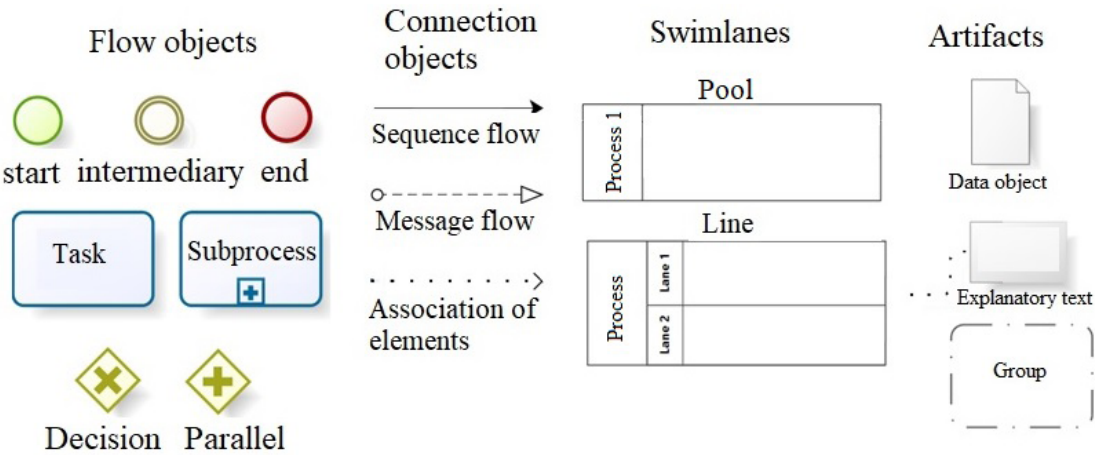 Flow objects
start intermediary end
Task
Subprocess
Decision Parallel
Connection
objects
Sequence flow
Message flow
Association of
elements
Swimlanes
Pool
Process 1
Line
Process
Lane 1
Lane 2
Artifacts
Data object
Explanatory text
Group